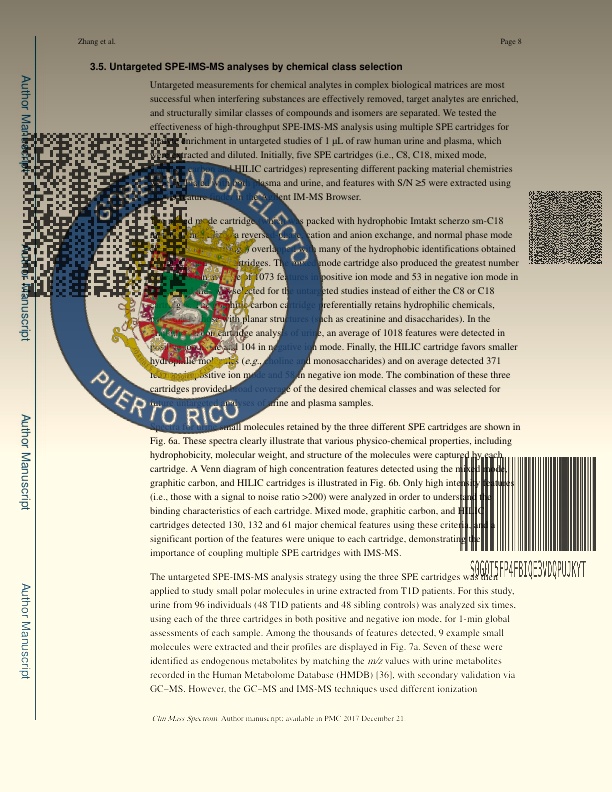 Zhang et al.
Page 8
3.5. Untargeted SPE-IMS-MS analyses by chemical class selection
Untargeted measurements for chemical analytes in complex biological matrices are most
successful when interfering substances are effectively removed, target analytes are enriched,
and structurally similar classes of compounds and isomers are separated. We tested the
effectiveness of high-throughput SPE-IMS-MS analysis using multiple SPE cartridges for
enrichment in untargeted studies of 1 μL of raw human urine and plasma, which
were extracted and diluted. Initially, five SPE cartridges (i.e., C8, C18, mixed mode,
and HILIC cartridges) representing different packing material chemistries
plasma and urine, and features with S/N ≥5 were extracted using
IM-MS Browser.
mode cartridge was packed with hydrophobic Imtakt scherzo sm-C18
cation and anion exchange, and normal phase mode
overlap with many of the hydrophobic identifications obtained
cartridges. The mode cartridge also produced the greatest number
of 1073 features in positive ion mode and 53 in negative ion mode in
selected for the untargeted studies instead of either the C8 or C18
carbon cartridge preferentially retains hydrophilic chemicals,
with planar structures (such as creatinine and disaccharides). In the
cartridge analysis of urine, an average of 1018 features were detected in
and 104 in negative ion mode. Finally, the HILIC cartridge favors smaller
hydrophilic molecules (e.g., choline and monosaccharides) and on average detected 371
positive ion mode and in negative ion mode. The combination of these three
cartridges provided broad coverage of the desired chemical classes and was selected for
urine and plasma samples.
Spectra for urine small molecules retained by the three different SPE cartridges are shown in
Fig. 6a. These spectra clearly illustrate that various physico-chemical properties, including
hydrophobicity, molecular weight, and structure of the molecules were captured by each
cartridge. A Venn diagram of high concentration features detected using the mixed mode,
graphitic carbon, and HILIC cartridges is illustrated in Fig. 6b. Only high intensity features
(i.e., those with a signal to noise ratio >200) were analyzed in order to understand the
binding characteristics of each cartridge. Mixed mode, graphitic carbon, and HILIC
cartridges detected 130, 132 and 61 major chemical features using these criteria, and a
significant portion of the features were unique to each cartridge, demonstrating the
importance of coupling multiple SPE cartridges with IMS-MS.
The untargeted SPE-IMS-MS analysis strategy using the three SPE cartridges was then
applied to study small polar molecules in urine extracted from T1D patients. For this study,
urine from 96 individuals (48 T1D patients and 48 sibling controls) was analyzed six times,
using each of the three cartridges in both positive and negative ion mode, for 1-min global
assessments of each sample. Among the thousands of features detected, 9 example small
molecules were extracted and their profiles are displayed in Fig. 7a. Seven of these were
identified as endogenous metabolites by matching the m/z values with urine metabolites
recorded in the Human Metabolome Database (HMDB) [36], with secondary validation via
GC–MS. However, the GC–MS and IMS-MS techniques used different ionization
Clin Mass Spectrom. Author manuscript; available in PMC 2017 December 21.
Author Manuscript
Author Manuscript
Author Manuscript
Author Manuscript
PUERTO RICO